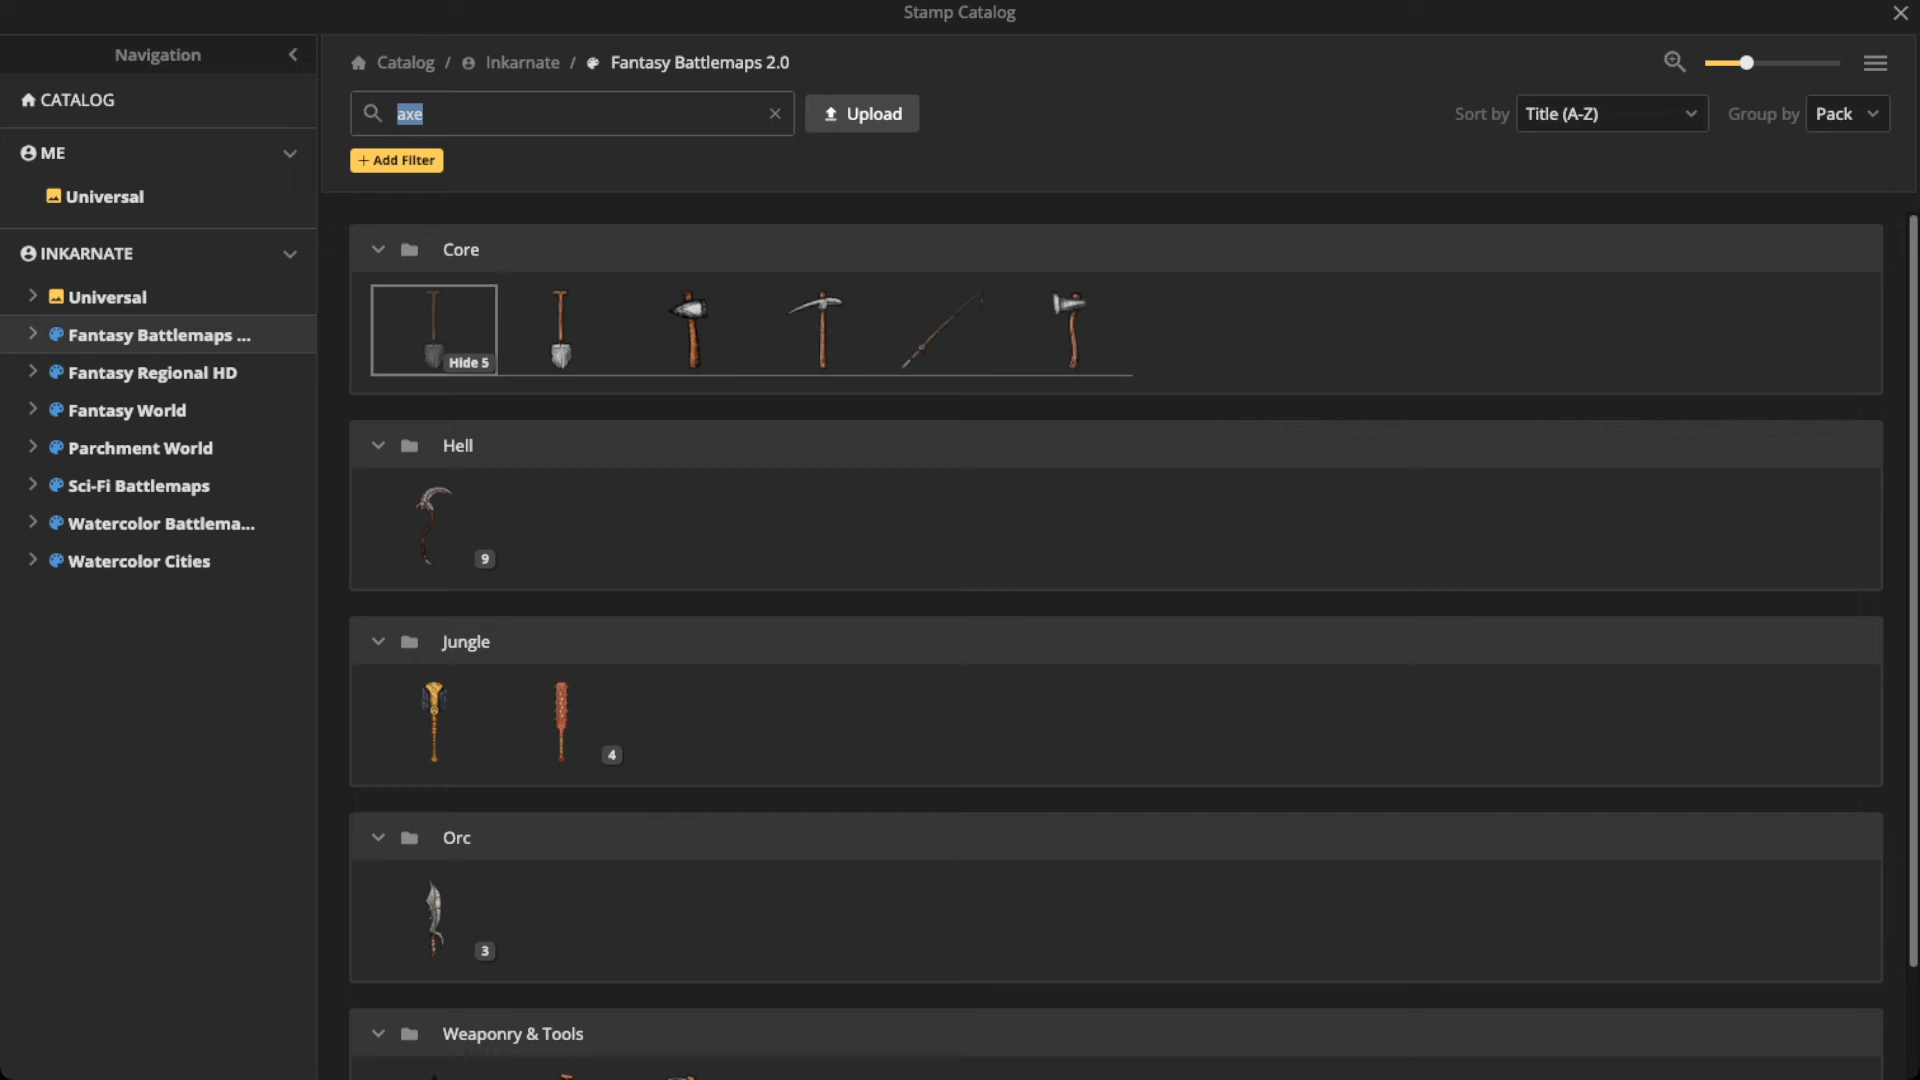 Stamp Catalog
Navigation
CATALOG
ME
Universal
INKARNATE
Universal
Fantasy Battlemaps ...
Fantasy Regional HD
Fantasy World
Parchment World
Sci-Fi Battlemaps
Watercolor Battlema...
Watercolor Cities
Catalog / Inkarnate / Fantasy Battlemaps 2.0
axe
Upload
Sort by Title (A-Z) Group by Pack
+ Add Filter
Core
Hide 5
Hell
9
Jungle
4
Orc
3
Weaponry & Tools